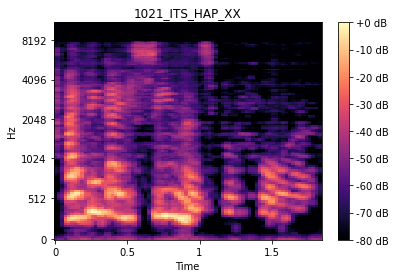 1021_ITS_HAP_XX
+0 dB
8192
-10 dB
-20 dB
4096
-30 dB
2048
-40 dB
Hz
1024
-50 dB
512
-60 dB
-70 dB
0
-80 dB
0
0.5
1
1.5
Time